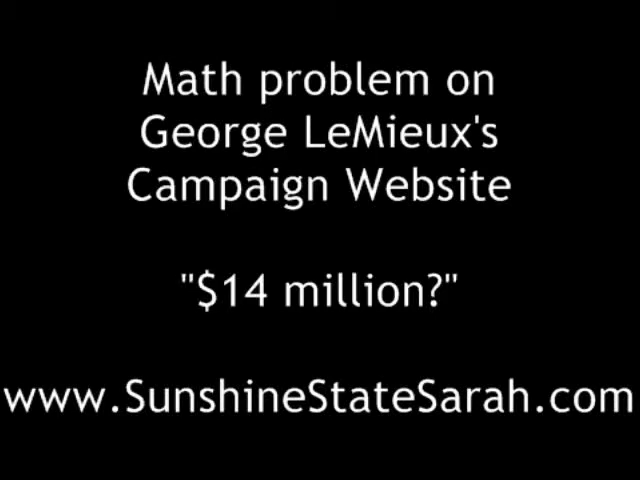 Math problem on
George LeMieux's
Campaign Website
"$14 million?"
www.SunshineStateSarah.com